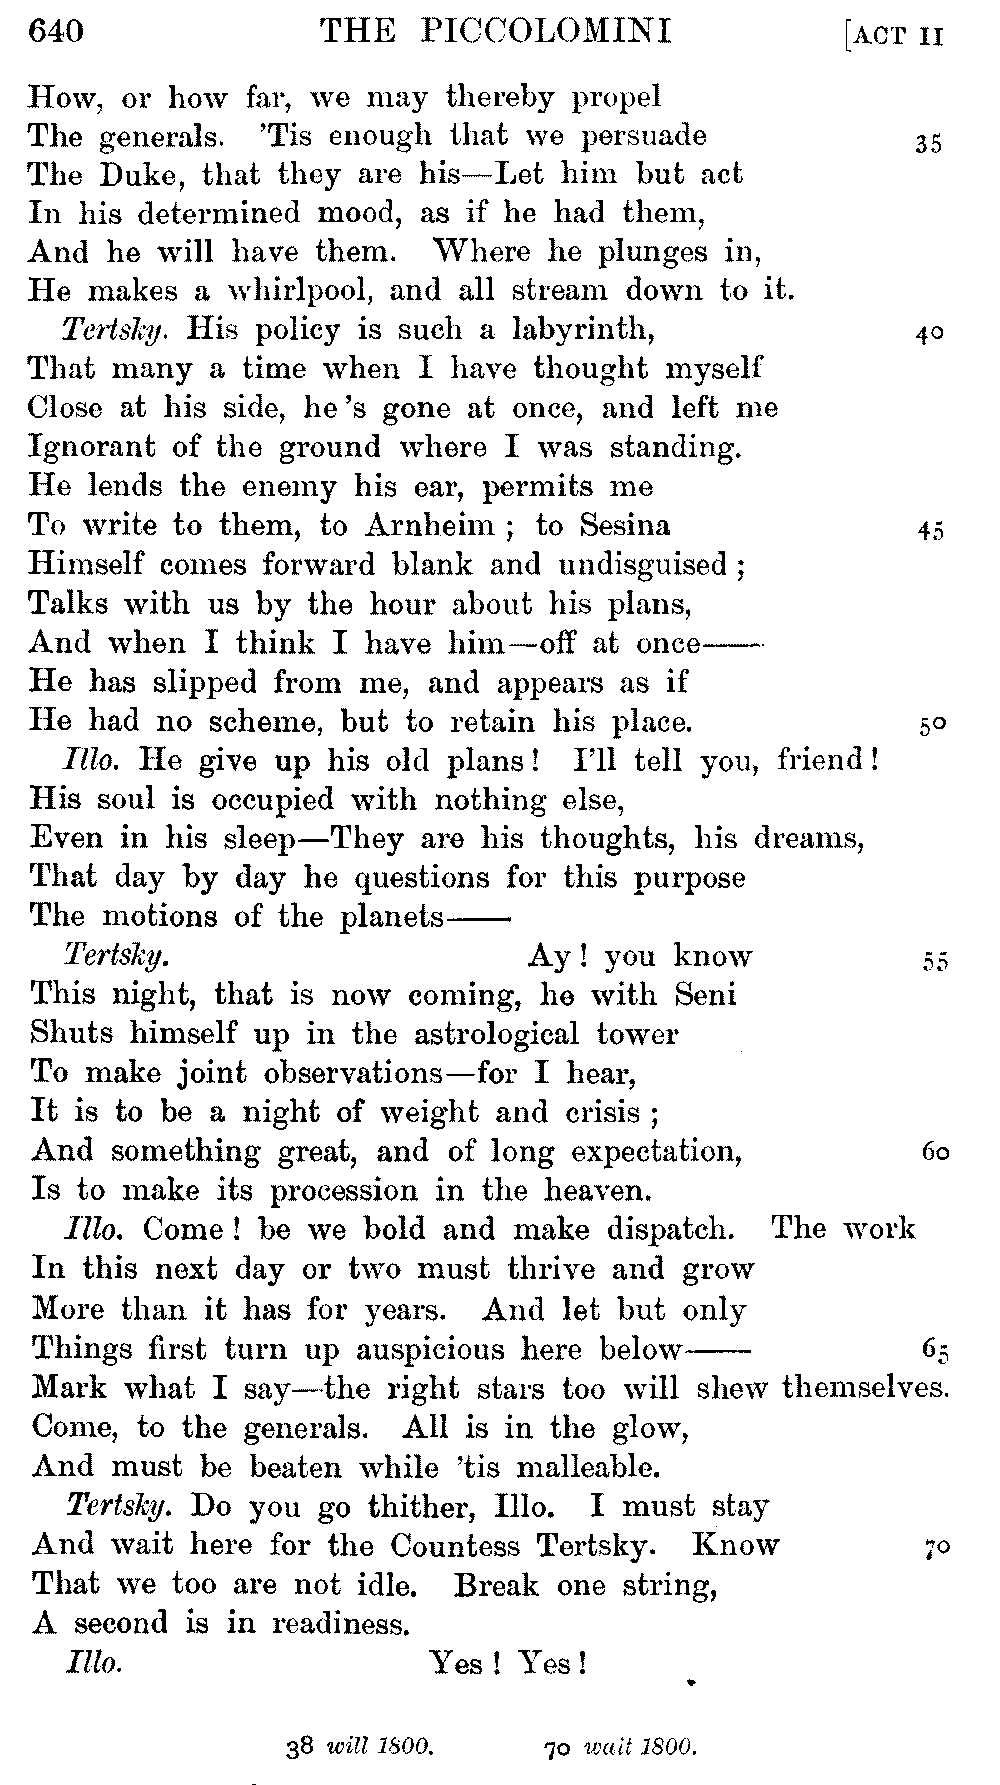 640 THE PICCOLOMINI [ACT II
How, or how far, we may thereby propel
The generals. 'Tis enough that we persuade 35
The Duke, that they are his—Let him but act
In his determined mood, as if he had them,
And he will have them. Where he plunges in,
He makes a whirlpool, and all stream down to it.
Tertsky. His policy is such a labyrinth, 40
That many a time when I have thought myself
Close at his side, he 's gone at once, and left me
Ignorant of the ground where I was standing.
He lends the enemy his ear, permits me
To write to them, to Arnheim ; to Sesina 45
Himself comes forward blank and undisguised ;
Talks with us by the hour about his plans,
And when I think I have him—off at once——
He has slipped from me, and appears as if
He had no scheme, but to retain his place. 50
Illo. He give up his old plans ! I'll tell you, friend !
His soul is occupied with nothing else,
Even in his sleep—They are his thoughts, his dreams,
That day by day he questions for this purpose
The motions of the planets——
Tertsky. Ay ! you know 55
This night, that is now coming, he with Seni
Shuts himself up in the astrological tower
To make joint observations—for I hear,
It is to be a night of weight and crisis ;
And something great, and of long expectation, 60
Is to make its procession in the heaven.
Illo. Come ! be we bold and make dispatch. The work
In this next day or two must thrive and grow
More than it has for years. And let but only
Things first turn up auspicious here below—— 65
Mark what I say—the right stars too will shew themselves.
Come, to the generals. All is in the glow,
And must be beaten while 'tis malleable.
Tertsky. Do you go thither, Illo. I must stay
And wait here for the Countess Tertsky. Know 70
That we too are not idle. Break one string,
A second is in readiness.
Illo. Yes ! Yes !
38 will 1800. 70 wait 1800.